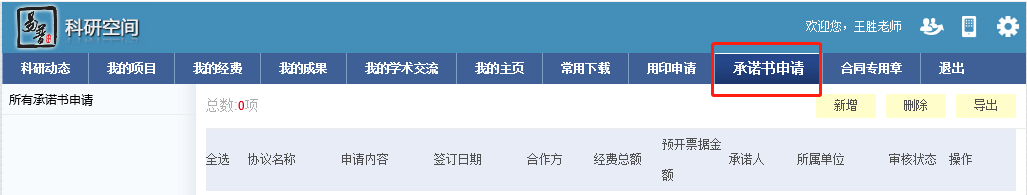 易普 科研空间
欢迎您，王胜老师
科研动态 我的项目 我的经费 我的成果 我的学术交流 我的主页 常用下载 用印申请 承诺书申请 合同专用章 退出
所有承诺书申请
总数:0项 新增 删除 导出
全选 协议名称 申请内容 签订日期 合作方 经费总额 预开票据金额 承诺人 所属单位 审核状态 操作